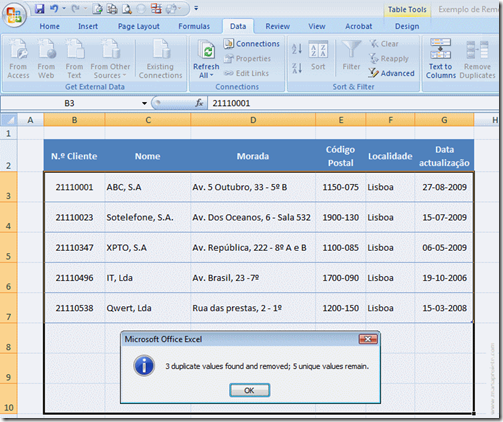 Table Tools
Exemplo de Rem
Home Insert Page Layout Formulas Data Review View Acrobat Design
From Access
From Web
From Text
From Other Sources
Existing Connections
Get External Data
Refresh All
Connections
Properties
Edit Links
Connections
Sort
Filter
Clear
Reapply
Advanced
Sort & Filter
Text to Columns
Remove Duplicates
B3 fx 21110001
A B C D E F G H
1
2 N.º Cliente Nome Morada Código Postal Localidade Data actualização
3 21110001 ABC, S.A Av. 5 Outubro, 33 - 5º B 1150-075 Lisboa 27-08-2009
4 21110023 Sotelefone, S.A. Av. Dos Oceanos, 6 - Sala 532 1900-130 Lisboa 15-07-2009
5 21110347 XPTO, S.A Av. República, 222 - 8º A e B 1100-085 Lisboa 06-05-2009
6 21110496 IT, Lda Av. Brasil, 23 -7º 1700-090 Lisboa 19-10-2006
7 21110538 Qwert, Lda Rua das prestas, 2 - 1º 1200-150 Lisboa 15-03-2008
8
9
10
Microsoft Office Excel
3 duplicate values found and removed; 5 unique values remain.
OK